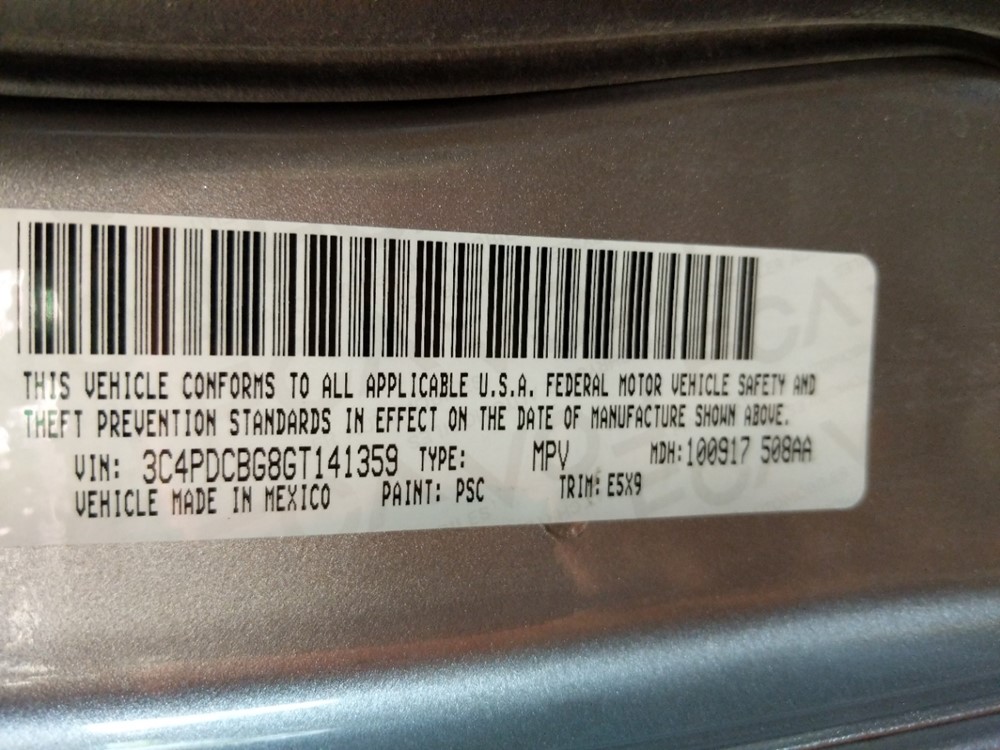 THIS VEHICLE CONFORMS TO ALL APPLICABLE U.S.A. FEDERAL MOTOR VEHICLE SAFETY AND
THEFT PREVENTION STANDARDS IN EFFECT ON THE DATE OF MANUFACTURE SHOWN ABOVE.
VIN: 3C4PDCBG8GT141359 TYPE: MPV MDH:100917 508AA
VEHICLE MADE IN MEXICO PAINT: PSC TRIM: E5X9